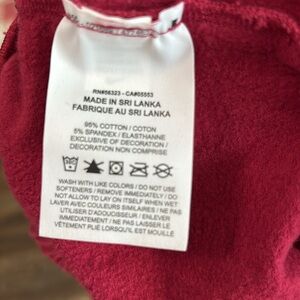 RN#56323 - CA#05553
MADE IN SRI LANKA
FABRIQUE AU SRI LANKA
95% COTTON / COTON
5% SPANDEX / ELASTHANNE
EXCLUSIVE OF DECORATION /
DECORATION NON COMPRISE
WASH WITH LIKE COLORS / DO NOT USE
SOFTENERS / REMOVE IMMEDIATELY / DO
NOT ALLOW TO LAY ON ITSELF WHEN WET
LAVER AVEC COULEURS SIMILAIRES / NE PAS
UTILISER D'ADOUCISSEUR / ENLEVER
IMMÉDIATEMENT / NE PAS LAISSER LE
VÊTEMENT PLIÉ LORSQU'IL EST MOUILLÉ